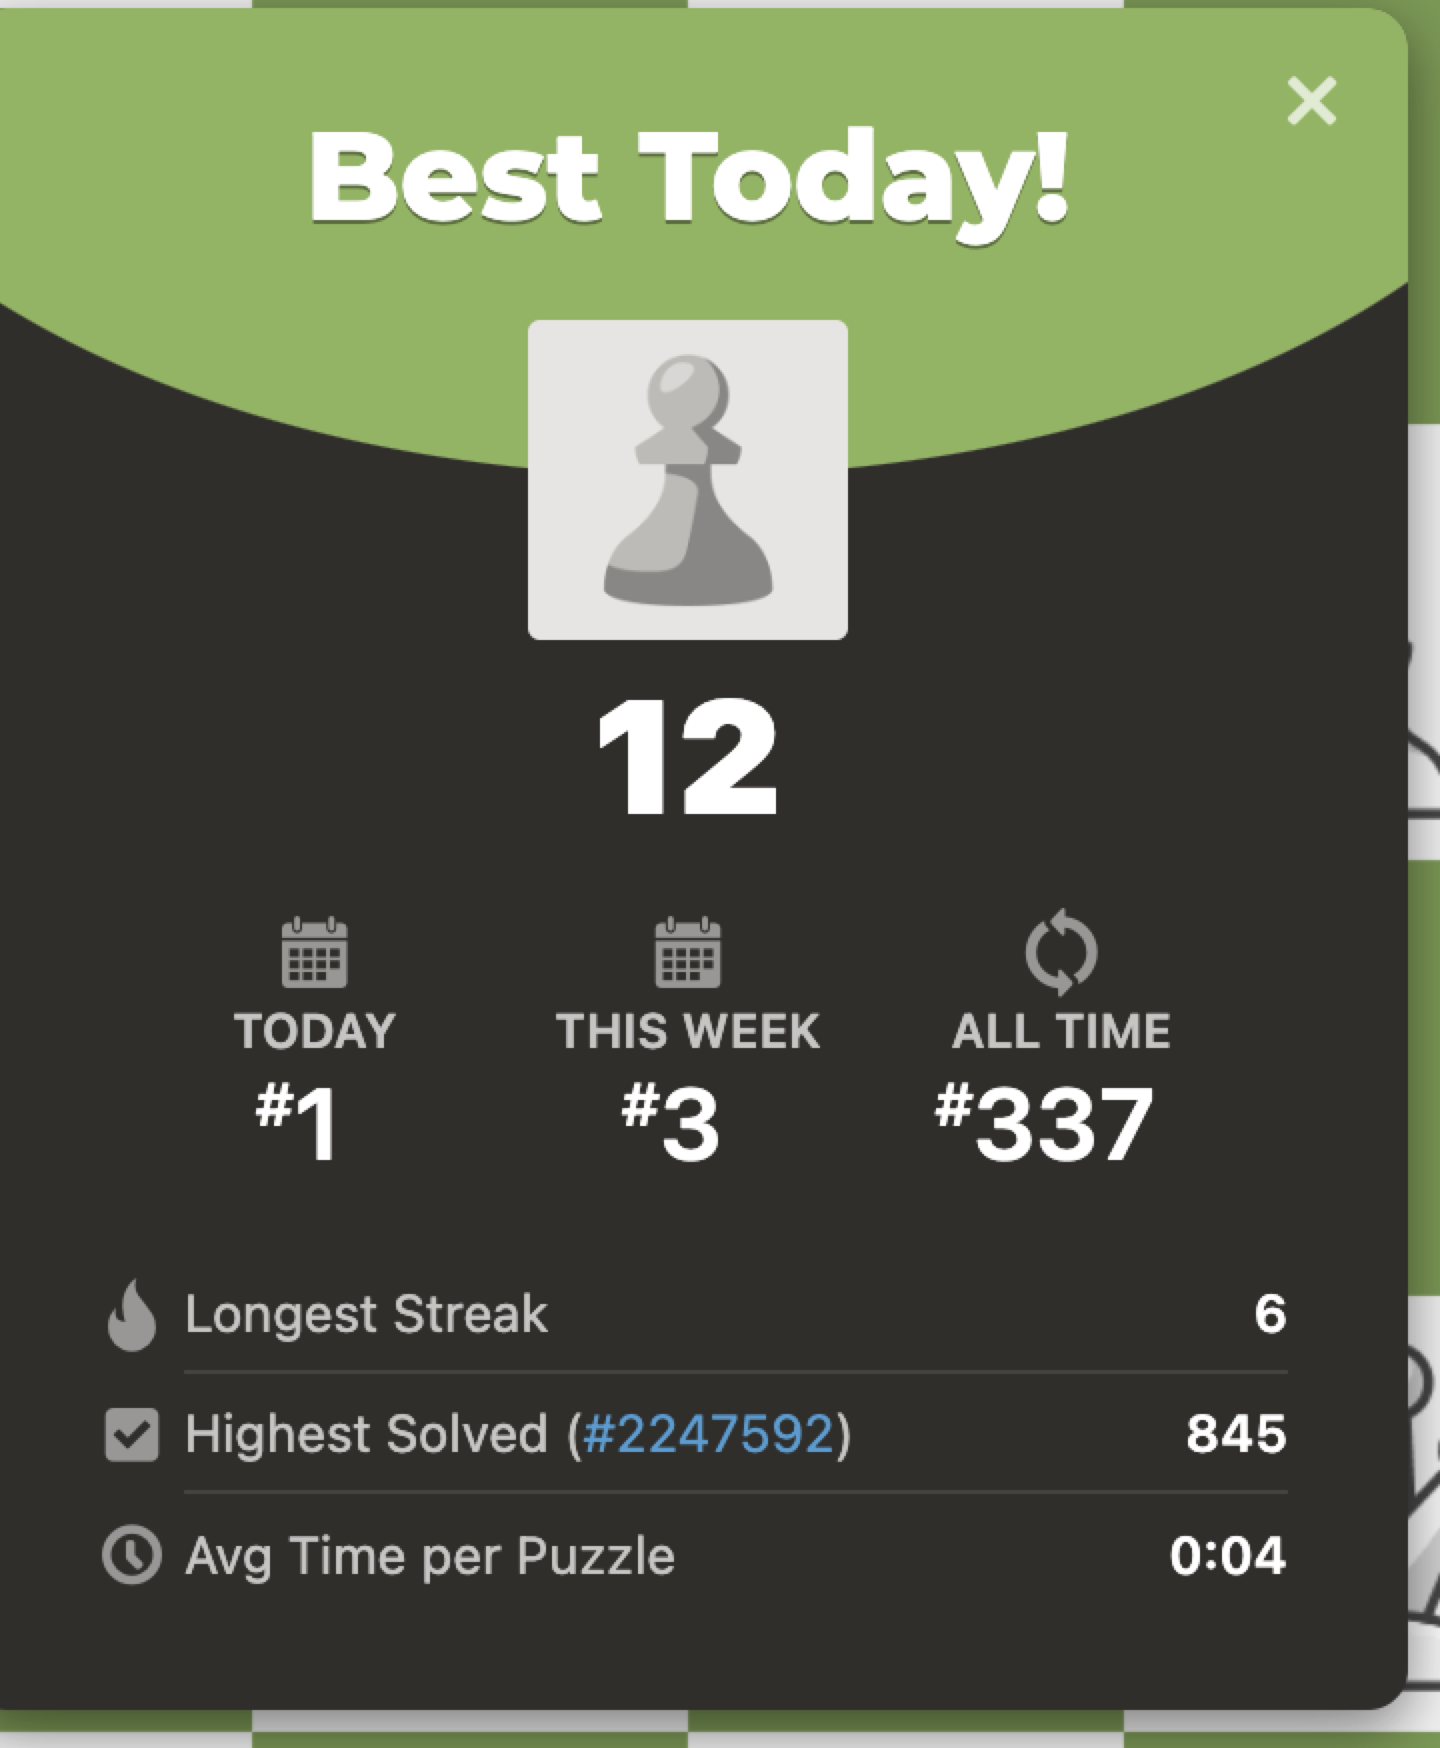 Best Today!
12
TODAY THIS WEEK ALL TIME
#1 #3 #337
Longest Streak 6
Highest Solved (#2247592) 845
Avg Time per Puzzle 0:04